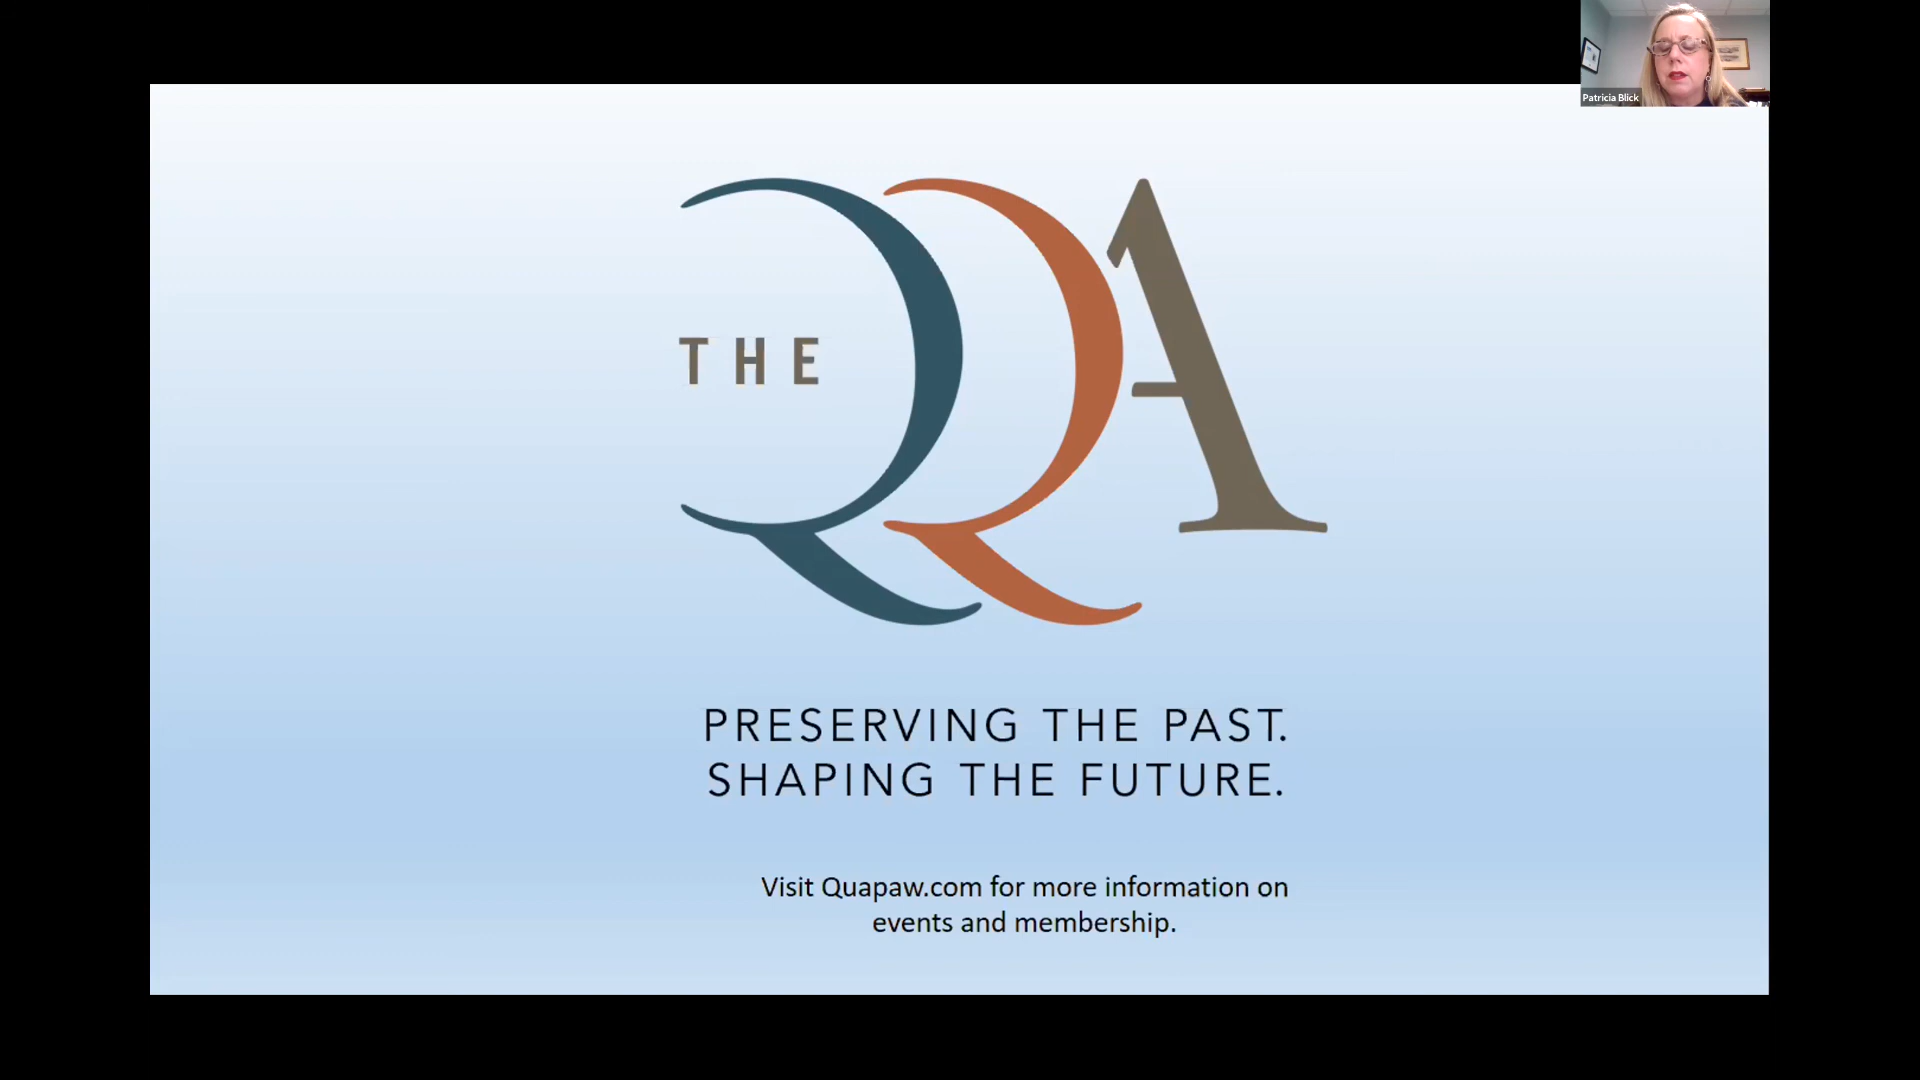 Patricia Blick
THE QQA
PRESERVING THE PAST.
SHAPING THE FUTURE.
Visit Quapaw.com for more information on
events and membership.